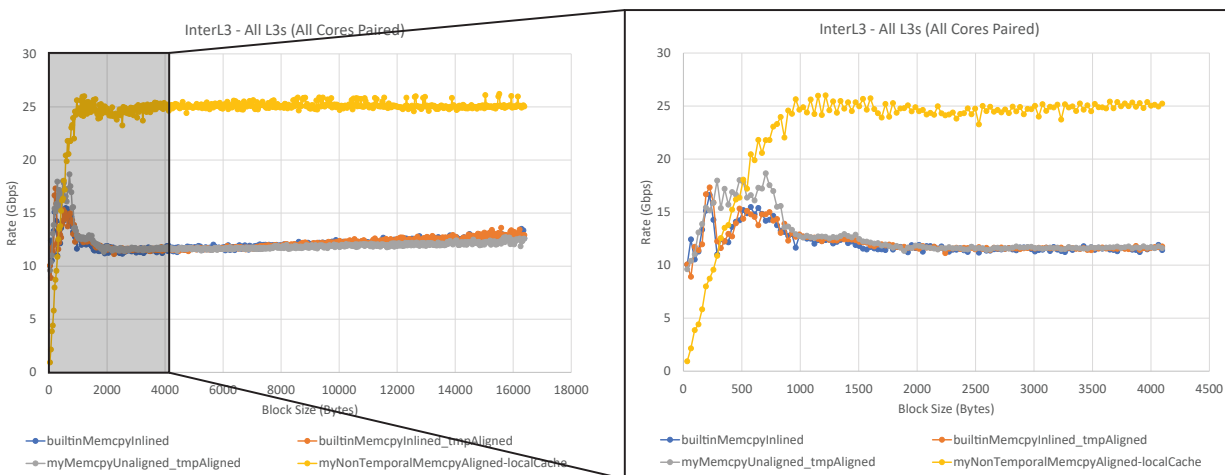 InterL3 - All L3s (All Cores Paired)
30
25
20
15
10
5
0
Rate (Gbps)
0 2000 4000 6000 8000 10000 12000 14000 16000 18000
Block Size (Bytes)
builtinMemcpyInlined
builtinMemcpyInlined_tmpAligned
myMemcpyUnaligned_tmpAligned
myNonTemporalMemcpyAligned-localCache
InterL3 - All L3s (All Cores Paired)
30
25
20
15
10
5
0
Rate (Gbps)
0 500 1000 1500 2000 2500 3000 3500 4000 4500
Block Size (Bytes)
builtinMemcpyInlined
builtinMemcpyInlined_tmpAligned
myMemcpyUnaligned_tmpAligned
myNonTemporalMemcpyAligned-localCache